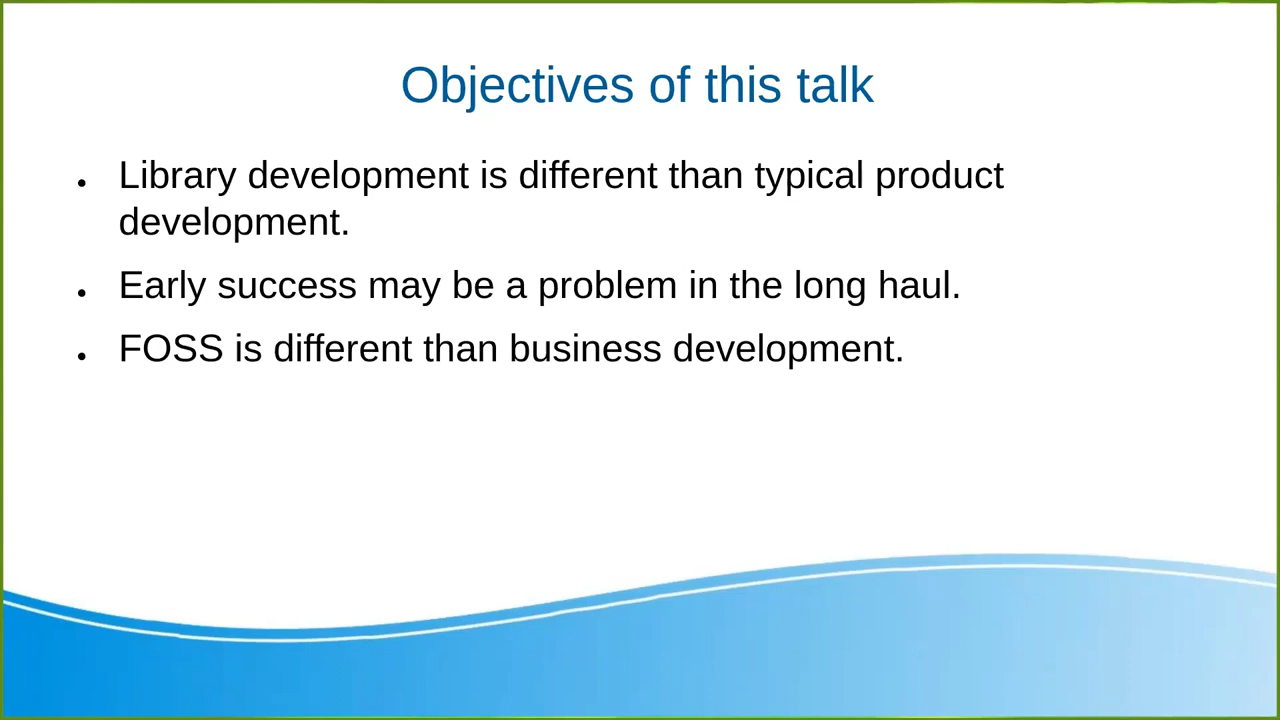 Objectives of this talk
• Library development is different than typical product
development.
• Early success may be a problem in the long haul.
• FOSS is different than business development.